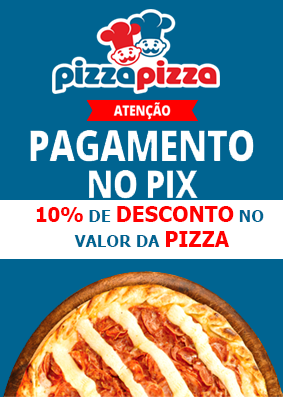 pizzapizza
ATENÇÃO
PAGAMENTO
NO PIX
10% DE DESCONTO NO
VALOR DA PIZZA